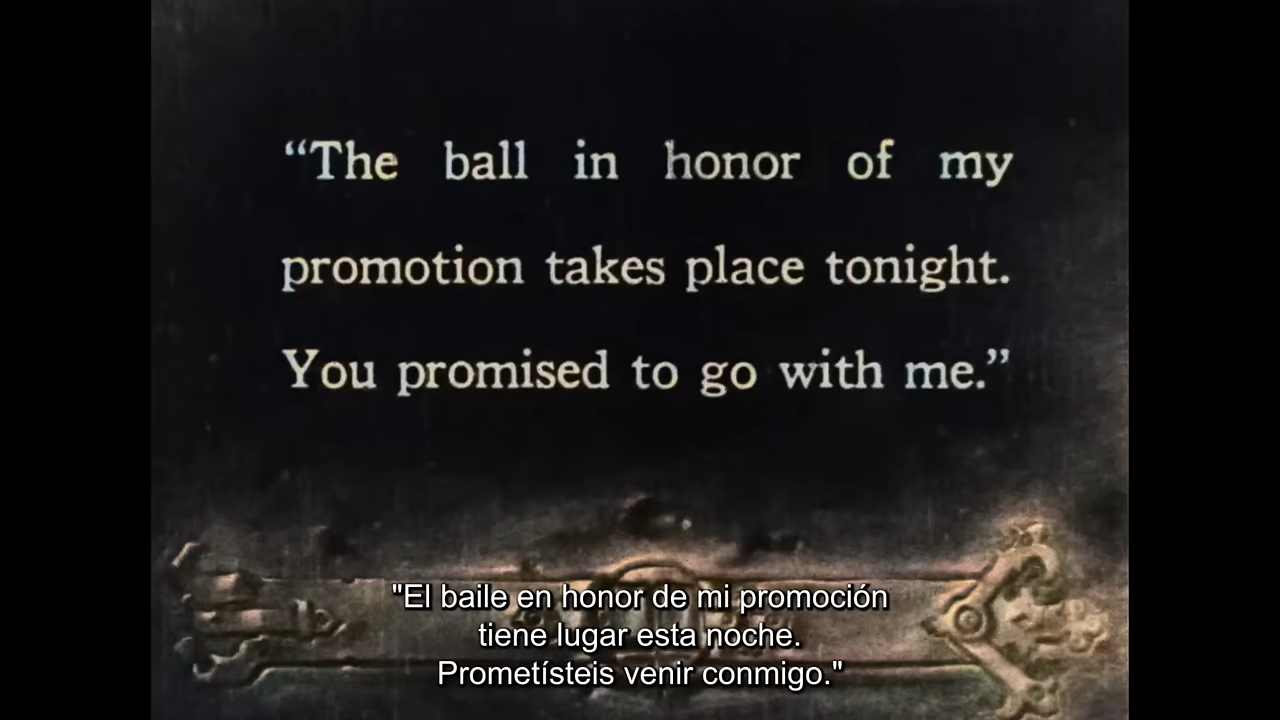 “The ball in honor of my
promotion takes place tonight.
You promised to go with me.”
"El baile en honor de mi promoción
tiene lugar esta noche.
Prometísteis venir conmigo."